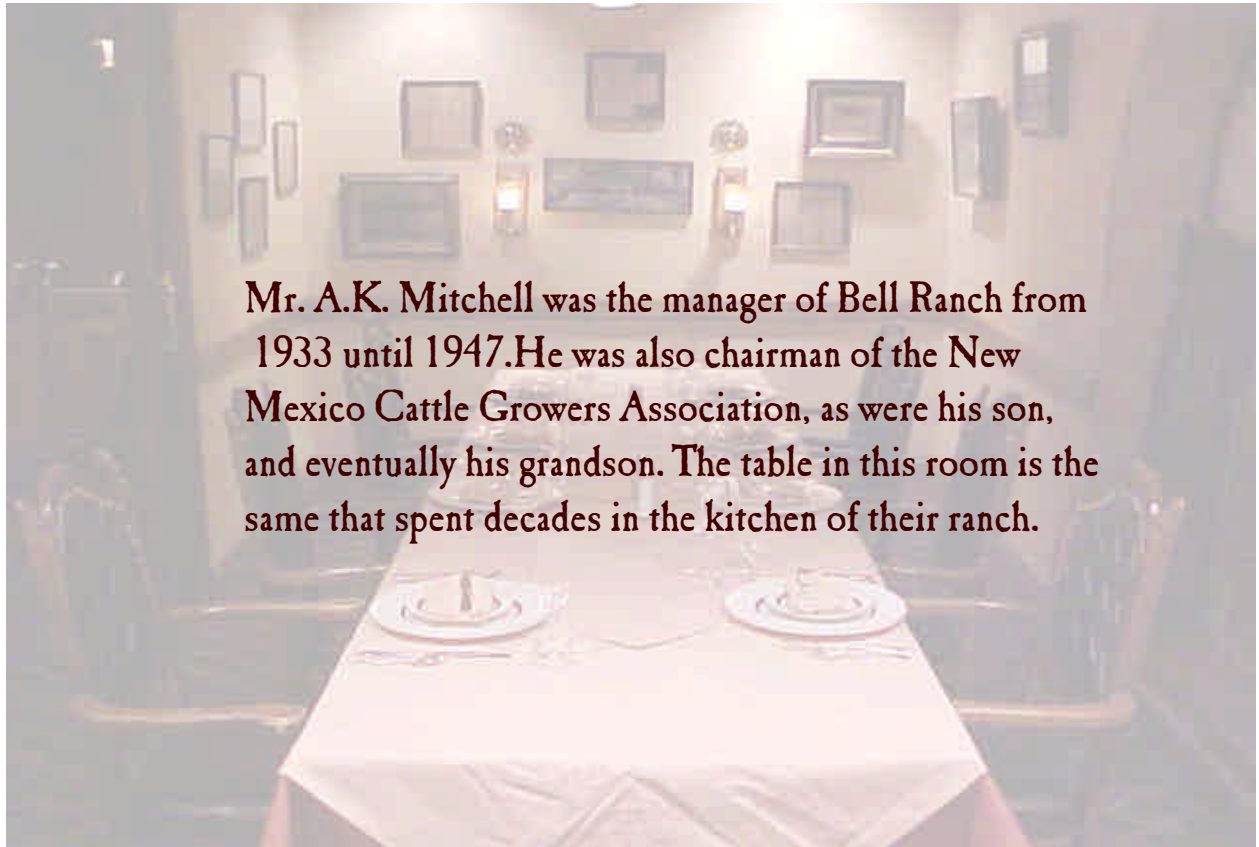 Mr. A.K. Mitchell was the manager of Bell Ranch from
1933 until 1947.He was also chairman of the New
Mexico Cattle Growers Association, as were his son,
and eventually his grandson. The table in this room is the
same that spent decades in the kitchen of their ranch.